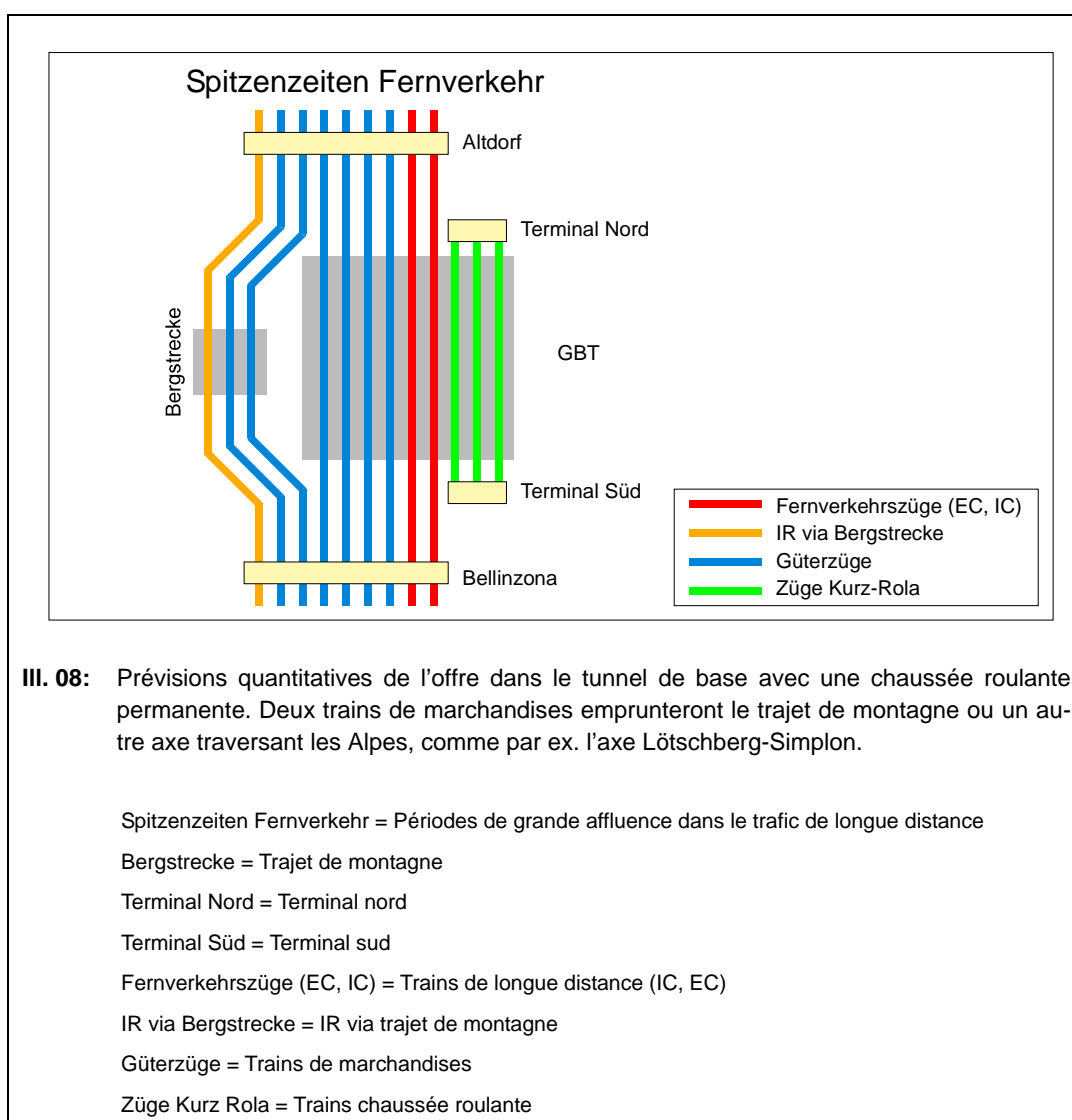 Spitzenzeiten Fernverkehr
Altdorf
Terminal Nord
Bergstrecke
GBT
Terminal Süd
Bellinzona
Fernverkehrszüge (EC, IC)
IR via Bergstrecke
Güterzüge
Züge Kurz-Rola
Ill. 08: Prévisions quantitatives de l'offre dans le tunnel de base avec une chaussée roulante
permanente. Deux trains de marchandises emprunteront le trajet de montagne ou un au-
tre axe traversant les Alpes, comme par ex. l'axe Lötschberg-Simplon.
Spitzenzeiten Fernverkehr = Périodes de grande affluence dans le trafic de longue distance
Bergstrecke = Trajet de montagne
Terminal Nord = Terminal nord
Terminal Süd = Terminal sud
Fernverkehrszüge (EC, IC) = Trains de longue distance (IC, EC)
IR via Bergstrecke = IR via trajet de montagne
Güterzüge = Trains de marchandises
Züge Kurz Rola = Trains chaussée roulante